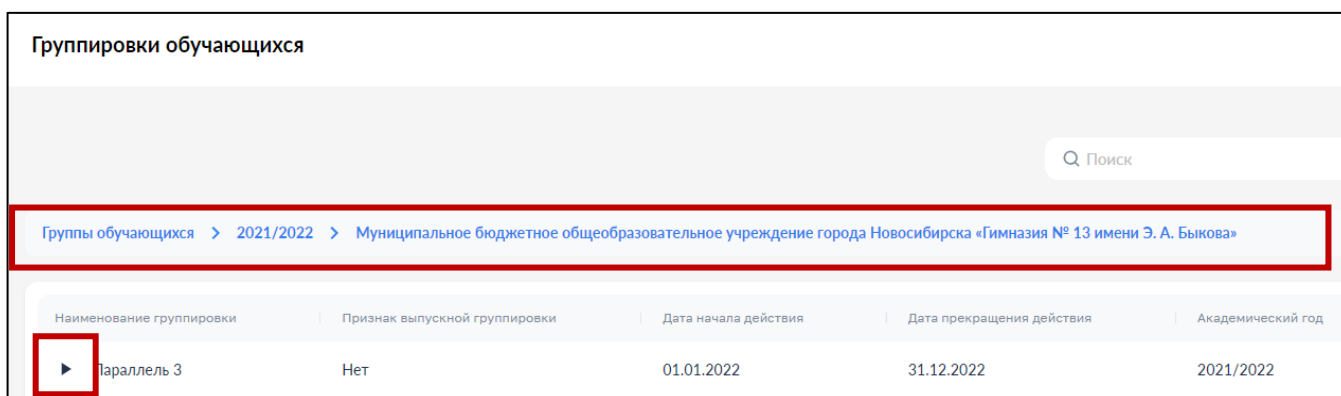 Группировки обучающихся
Поиск
Группы обучающихся > 2021/2022 > Муниципальное бюджетное общеобразовательное учреждение города Новосибирска «Гимназия № 13 имени Э. А. Быкова»
Наименование группировки Признак выпускной группировки Дата начала действия Дата прекращения действия Академический год
Параллель 3 Нет 01.01.2022 31.12.2022 2021/2022